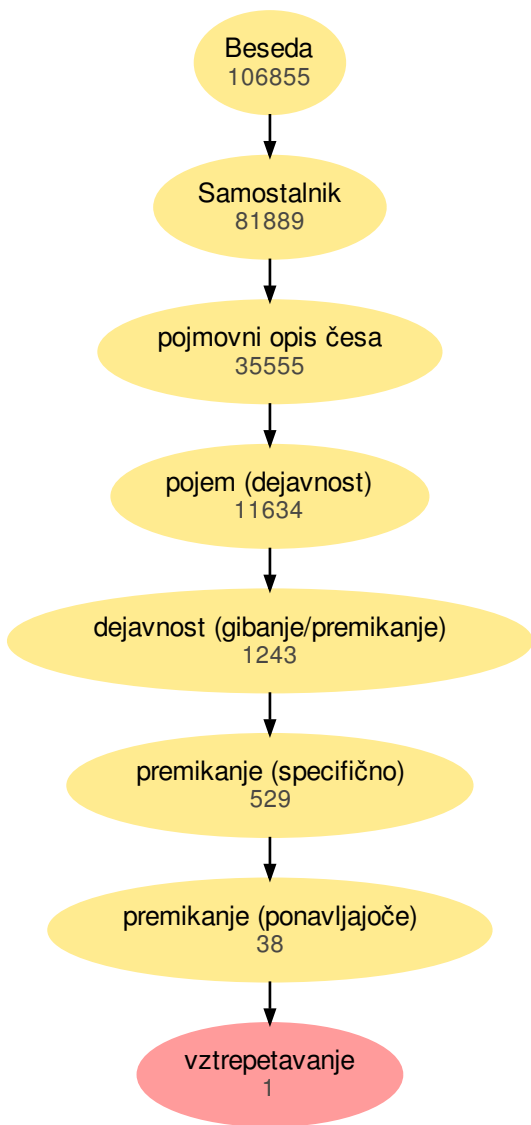 Beseda
106855
Samostalnik
81889
pojmovni opis česa
35555
pojem (dejavnost)
11634
dejavnost (gibanje/premikanje)
1243
premikanje (specifično)
529
premikanje (ponavljajoče)
38
vztrepetavanje
1